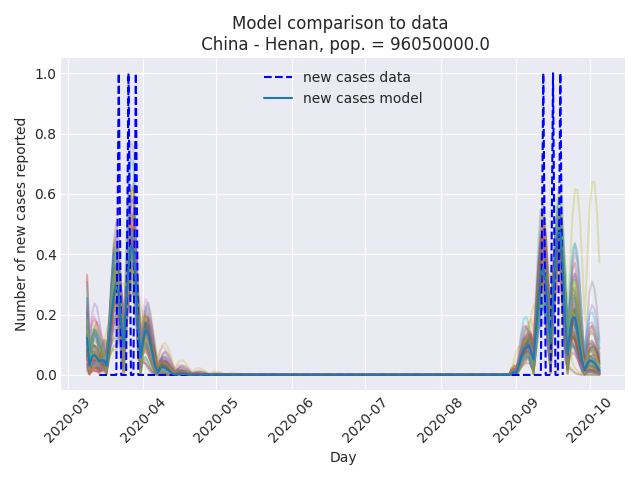 Model comparison to data
China - Henan, pop. = 96050000.0
new cases data
new cases model
Number of new cases reported
1.0
0.8
0.6
0.4
0.2
0.0
2020-03
2020-04
2020-05
2020-06
2020-07
2020-08
2020-09
2020-10
Day